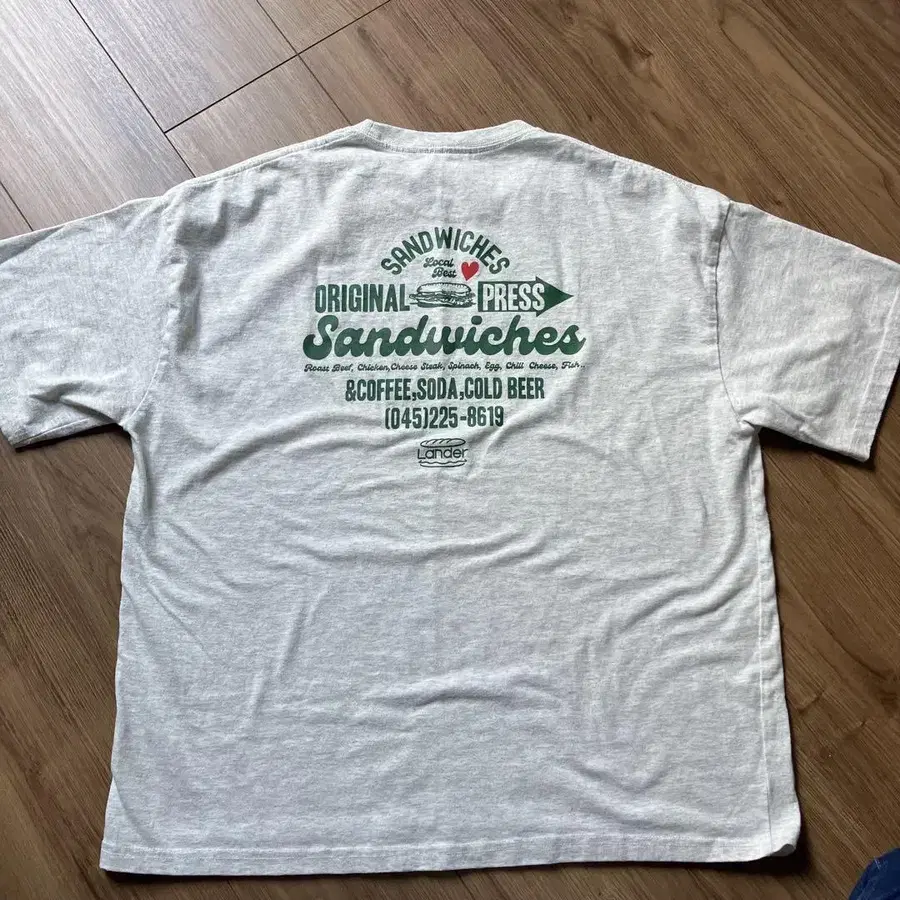 SANDWICHES
Local
Best
ORIGINAL PRESS
Sandwiches
Roast Beef, Chicken,Cheese Steak, Spinach, Egg, Chili Cheese, Fish..
&COFFEE,SODA,COLD BEER
(045)225-8619
Lander